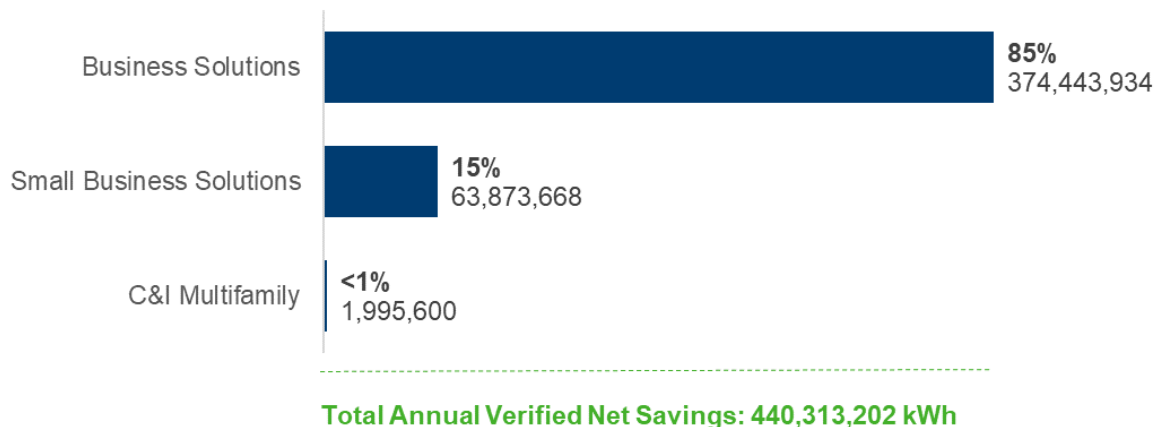 Business Solutions
85%
374,443,934
Small Business Solutions
15%
63,873,668
C&I Multifamily
<1%
1,995,600
Total Annual Verified Net Savings: 440,313,202 kWh